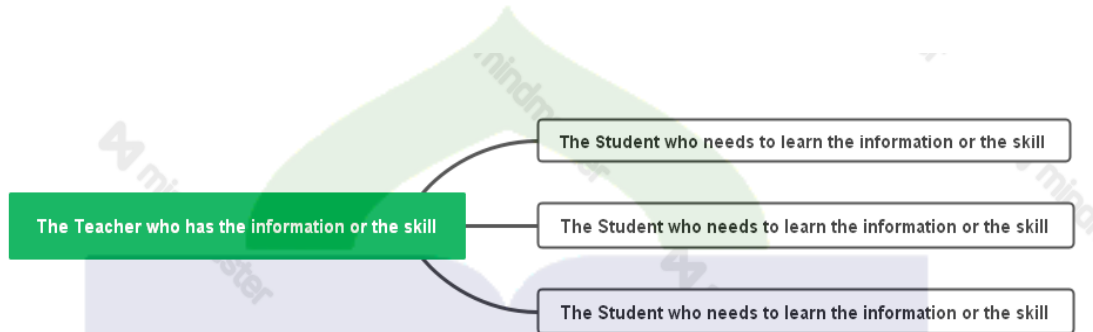 The Student who needs to learn the information or the skill
The Teacher who has the information or the skill
The Student who needs to learn the information or the skill
The Student who needs to learn the information or the skill
mindmaster